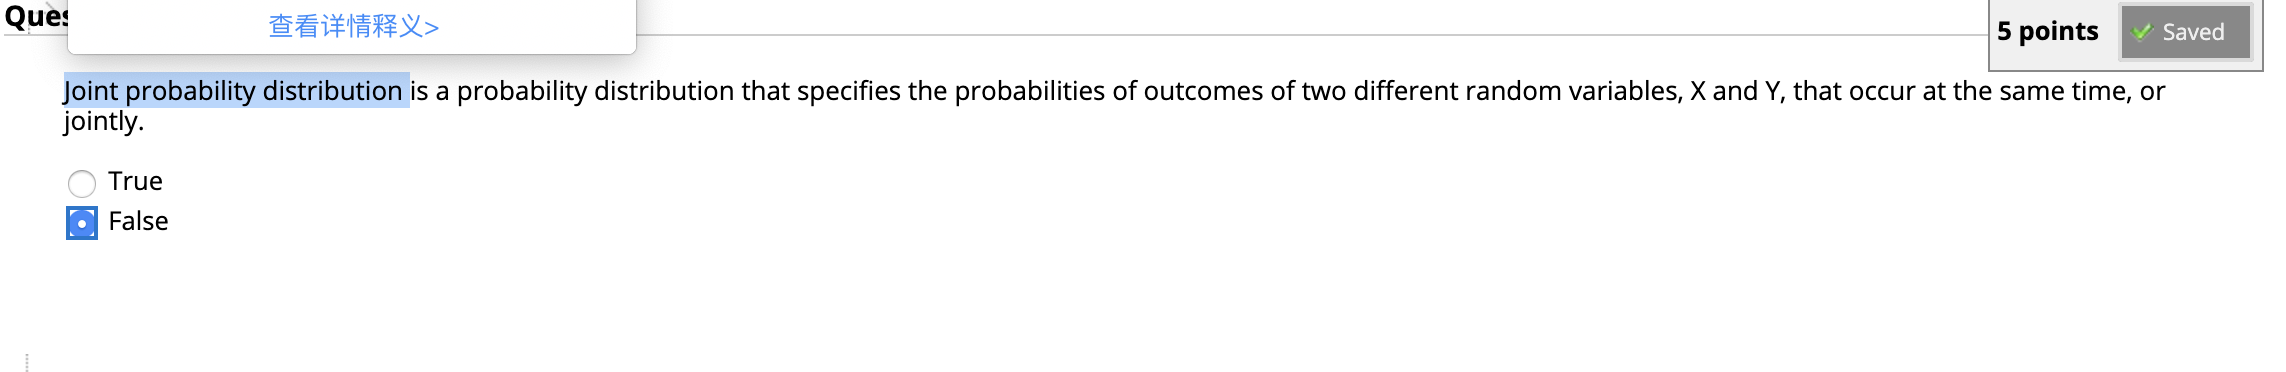 查看详情释义>
5 points
Saved
Joint probability distribution is a probability distribution that specifies the probabilities of outcomes of two different random variables, X and Y, that occur at the same time, or
jointly.
True
False